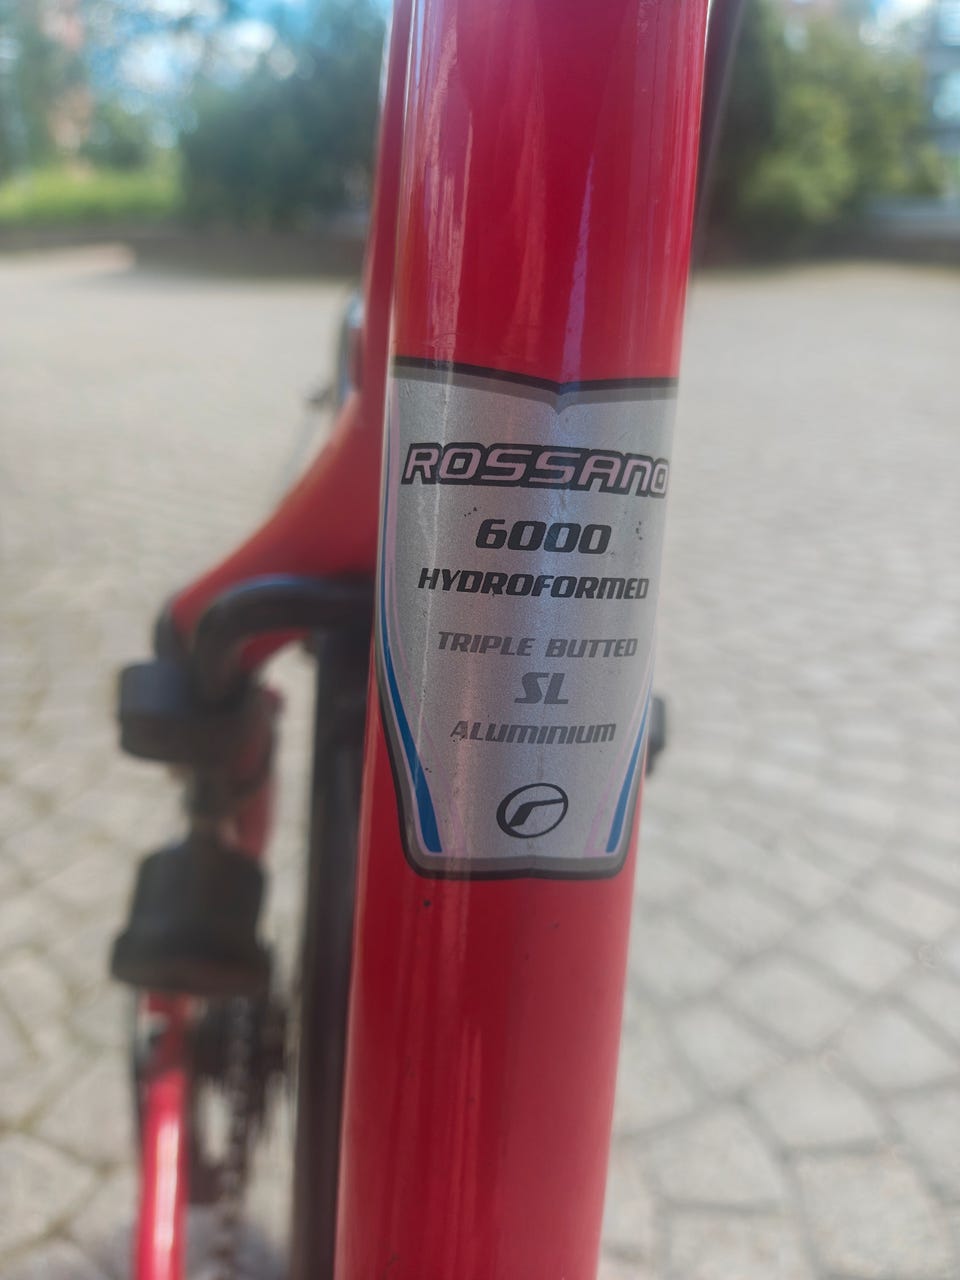 ROSSANO
6000
HYDROFORMED
TRIPLE BUTTED
SL
ALUMINIUM